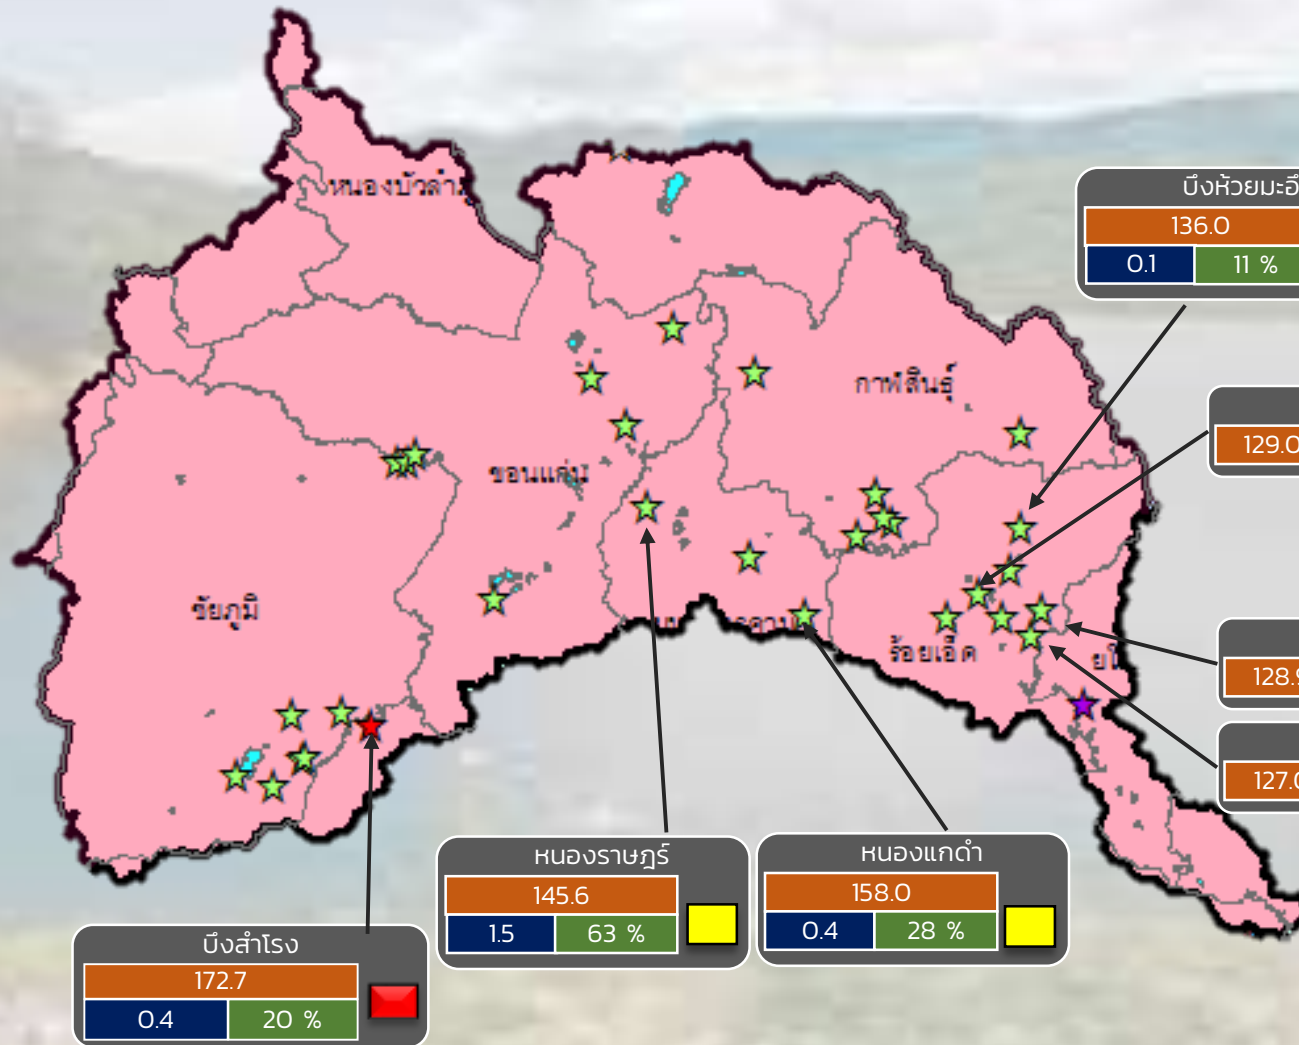 หนองบัวลำภู
บึงห้วยมะอึ
136.0
0.1 11 %
กาฬสินธุ์
129.0
ขอนแก่น
ชัยภูมิ
ร้อยเอ็ด
128.9
127.0
หนองราษฎร์
145.6
1.5 63 %
หนองแกดำ
158.0
0.4 28 %
บึงสำโรง
172.7
0.4 20 %